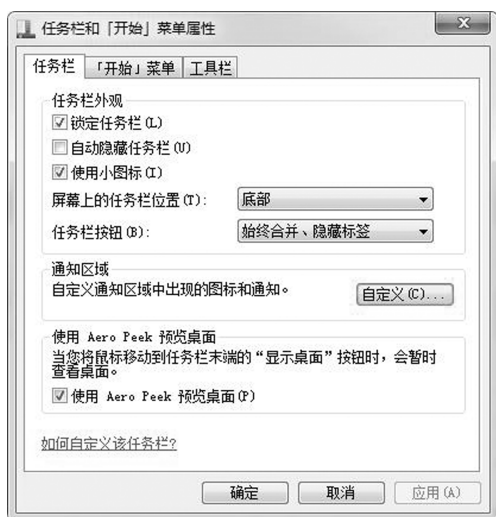 任务栏和「开始」菜单属性
任务栏 「开始」菜单 工具栏
任务栏外观
锁定任务栏(L)
自动隐藏任务栏(U)
使用小图标(I)
屏幕上的任务栏位置(T): 底部
任务栏按钮(B): 始终合并、隐藏标签
通知区域
自定义通知区域中出现的图标和通知。 自定义(C)...
使用 Aero Peek 预览桌面
当您将鼠标移动到任务栏末端的“显示桌面”按钮时，会暂时
查看桌面。
使用 Aero Peek 预览桌面(P)
如何自定义该任务栏?
确定 取消 应用(A)